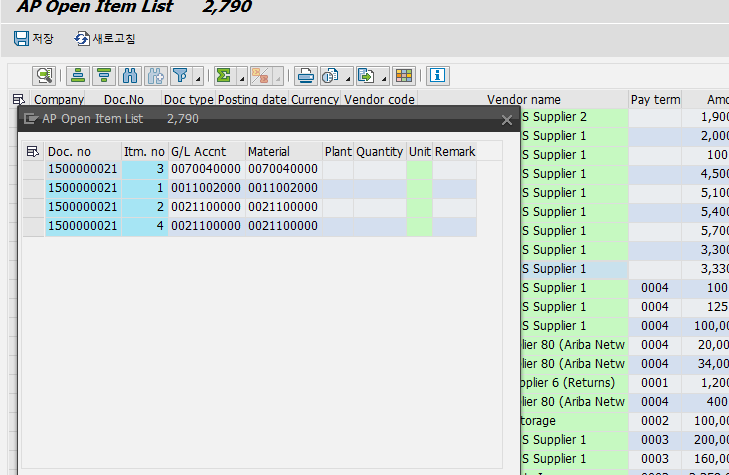 AP Open Item List 2,790
저장 새로고침
Company Doc.No Doc type Posting date Currency Vendor code Vendor name Pay term Amo
AP Open Item List 2,790
Doc. no Itm. no G/L Accnt Material Plant Quantity Unit Remark
1500000021 3 0070040000 0070040000
1500000021 1 0011002000 0011002000
1500000021 2 0021100000 0021100000
1500000021 4 0021100000 0021100000
S Supplier 2 1,900
S Supplier 1 2,000
S Supplier 1 100
S Supplier 1 4,500
S Supplier 1 5,100
S Supplier 1 5,400
S Supplier 1 5,700
S Supplier 1 3,300
S Supplier 1 3,330
S Supplier 1 0004 100
S Supplier 1 0004 125
S Supplier 1 0004 100,00
lier 80 (Ariba Netw 0004 20,00
lier 80 (Ariba Netw 0004 34,00
pplier 6 (Returns) 0001 1,200
lier 80 (Ariba Netw 0004 400
torage 0002 100,00
S Supplier 1 0003 200,00
S Supplier 1 0003 160,00